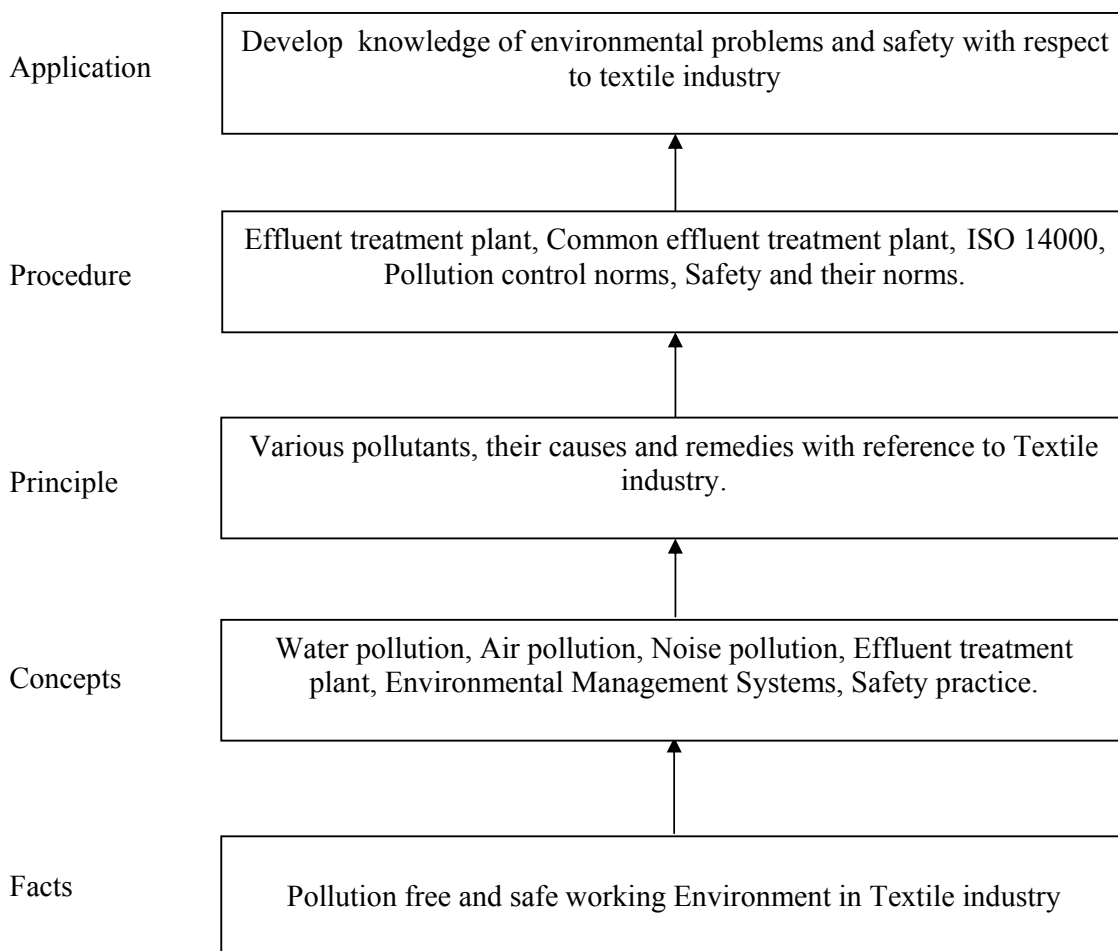 Application
Develop  knowledge of environmental problems and safety with respect
to textile industry
Procedure
Effluent treatment plant, Common effluent treatment plant, ISO 14000,
Pollution control norms, Safety and their norms.
Principle
Various pollutants, their causes and remedies with reference to Textile
industry.
Concepts
Water pollution, Air pollution, Noise pollution, Effluent treatment
plant, Environmental Management Systems, Safety practice.
Facts
Pollution free and safe working Environment in Textile industry